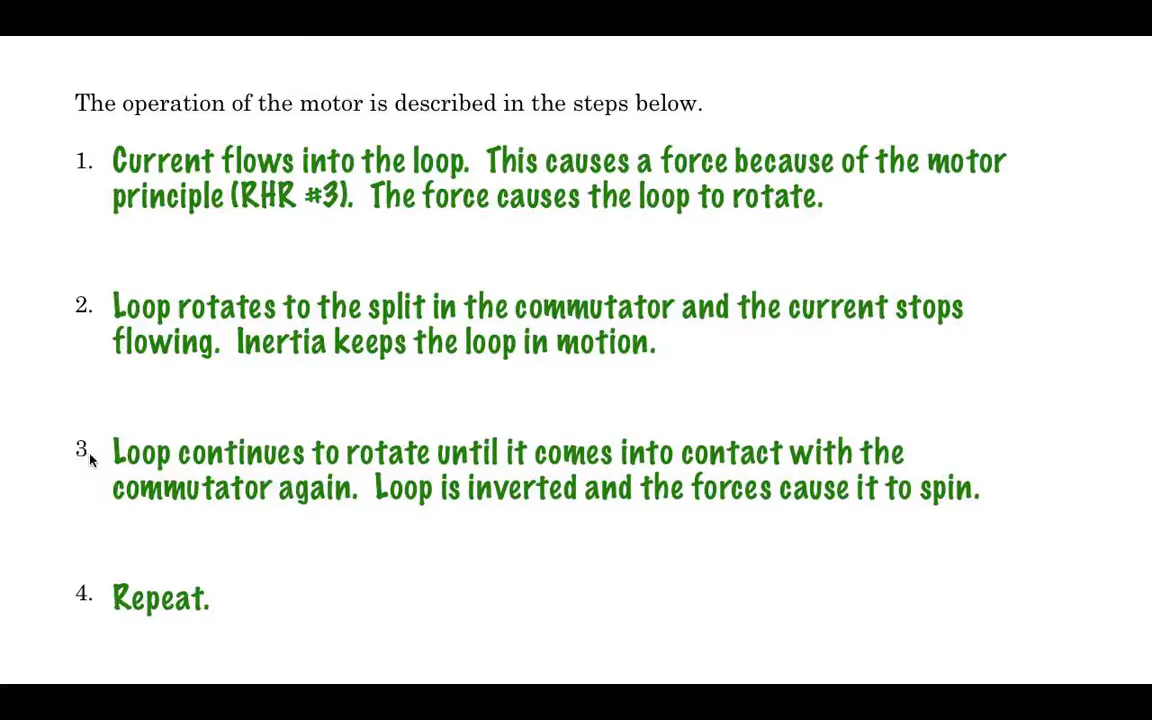 The operation of the motor is described in the steps below.
1. Current flows into the loop. This causes a force because of the motor
principle (RHR #3). The force causes the loop to rotate.
2. Loop rotates to the split in the commutator and the current stops
flowing. Inertia keeps the loop in motion.
3. Loop continues to rotate until it comes into contact with the
commutator again. Loop is inverted and the forces cause it to spin.
4. Repeat.